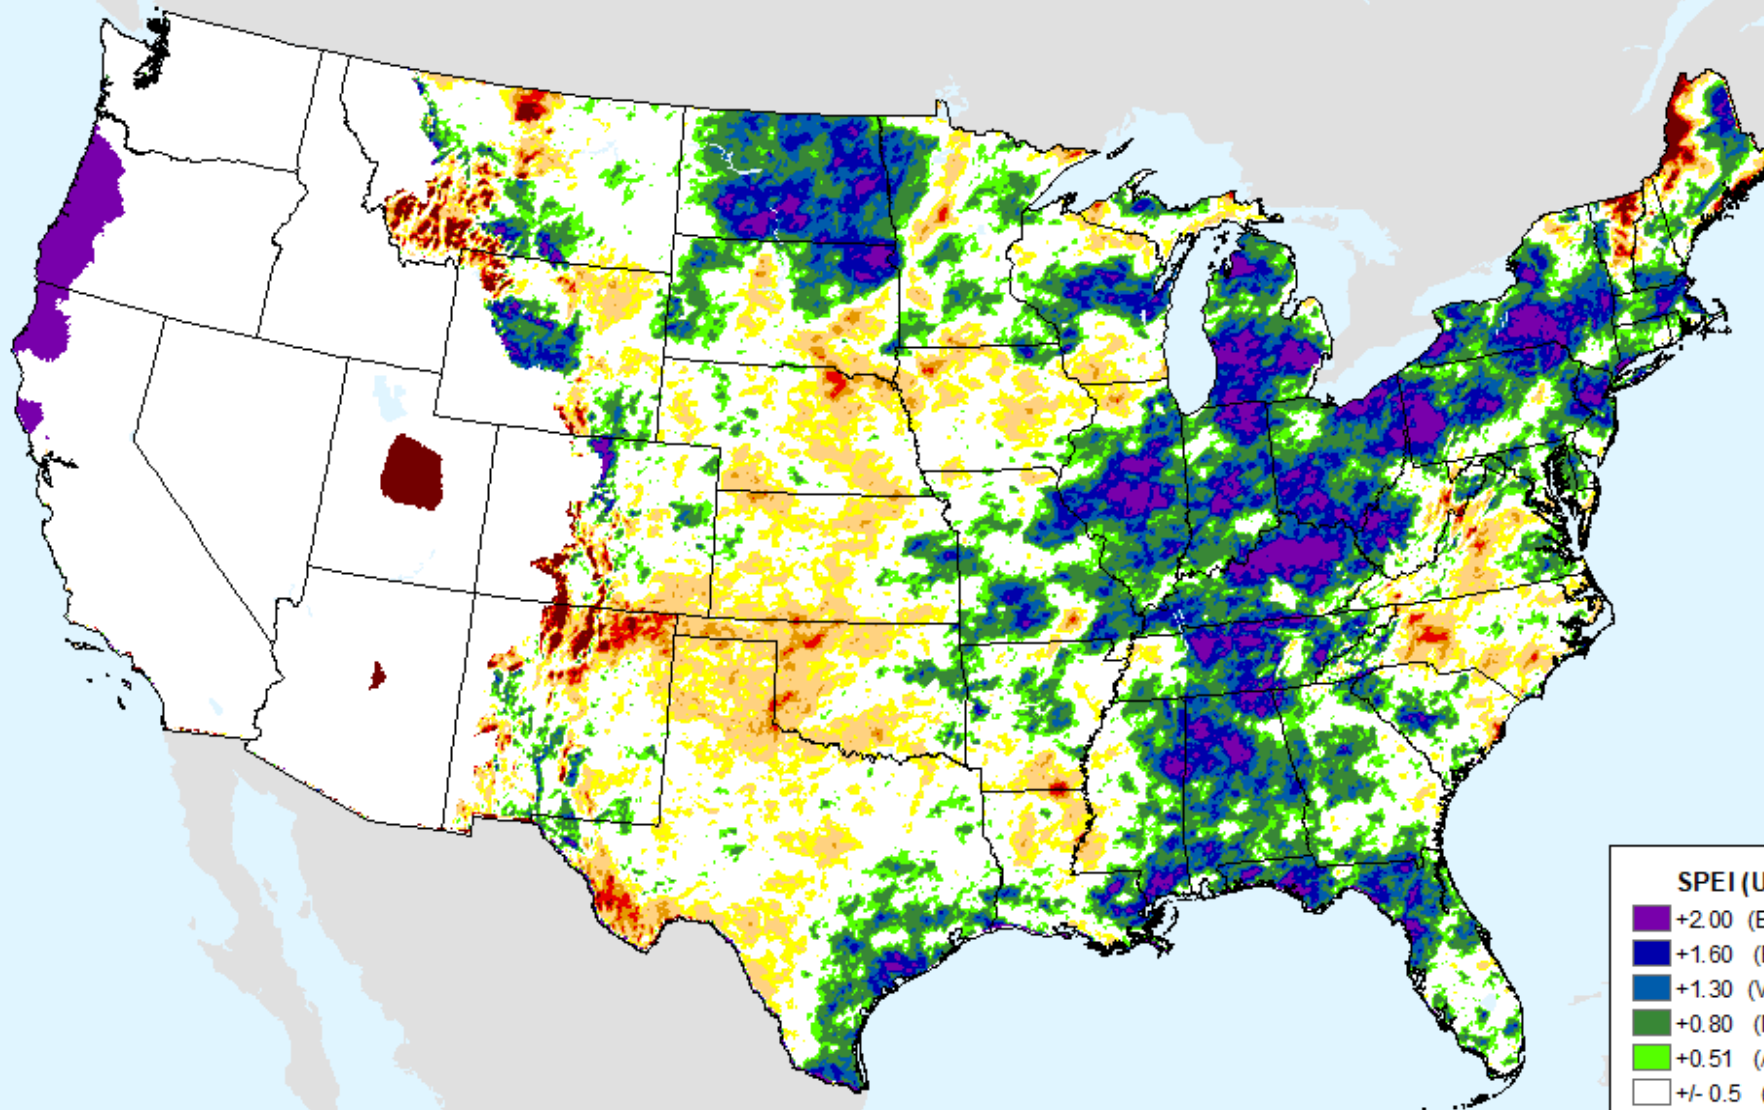 SPEI (U
+2.00 (E
+1.60 (
+1.30 (V
+0.80 (
+0.51 (
+/- 0.5 (